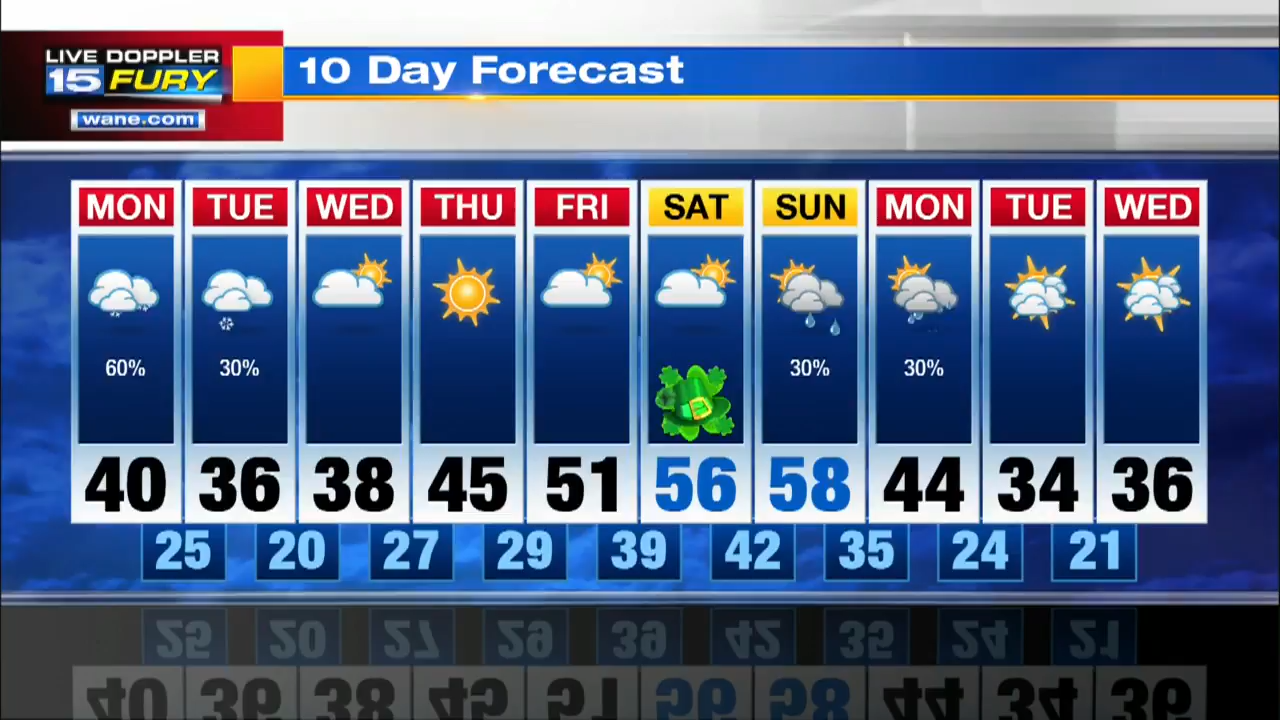 LIVE DOPPLER
15 FURY
wane.com
10 Day Forecast
MON TUE WED THU FRI SAT SUN MON TUE WED
60% 30% 30% 30%
40 36 38 45 51 56 58 44 34 36
25 20 27 29 39 42 35 24 21